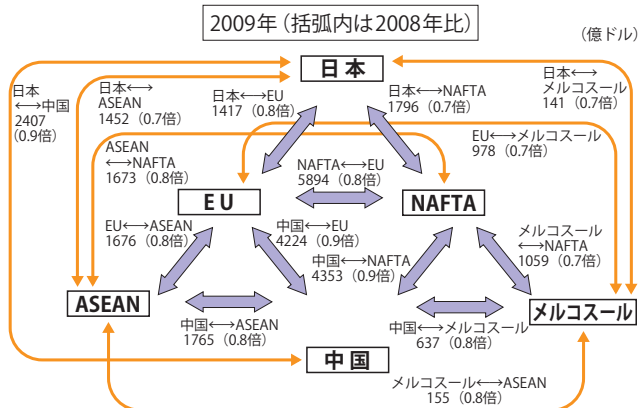 2009年（括弧内は2008年比）
（億ドル）
日本
日本
⟷中国
2407
（0.9倍）
日本⟷
ASEAN
1452（0.7倍）
日本⟷EU
1417（0.8倍）
日本⟷NAFTA
1796（0.7倍）
日本⟷
メルコスール
141（0.7倍）
EU⟷メルコスール
978（0.7倍）
ASEAN
⟷NAFTA
1673（0.8倍）
NAFTA⟷EU
5894（0.8倍）
EU
NAFTA
EU⟷ASEAN
1676（0.8倍）
中国⟷EU
4224（0.9倍）
中国⟷NAFTA
4353（0.9倍）
メルコスール
⟷NAFTA
1059（0.7倍）
ASEAN
メルコスール
中国⟷ASEAN
1765（0.8倍）
中国⟷メルコスール
637（0.8倍）
中国
メルコスール⟷ASEAN
155（0.8倍）